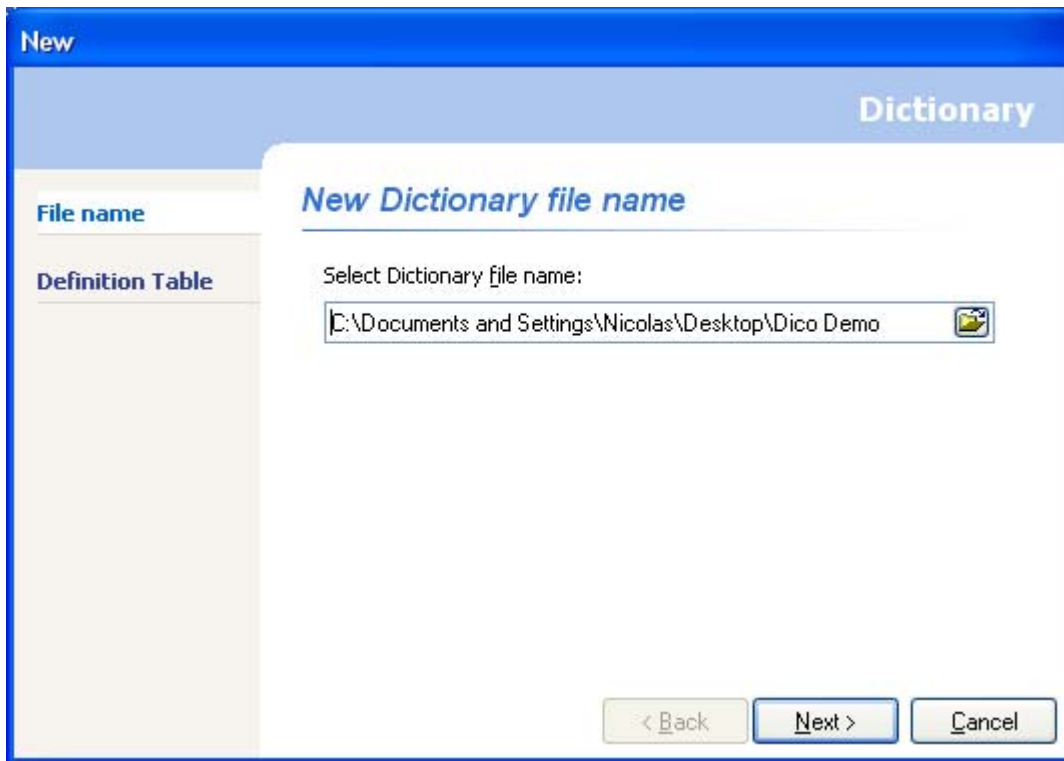 New
Dictionary
File name
Definition Table
New Dictionary file name
Select Dictionary file name:
C:\Documents and Settings\Nicolas\Desktop\Dico Demo
< Back
Next >
Cancel